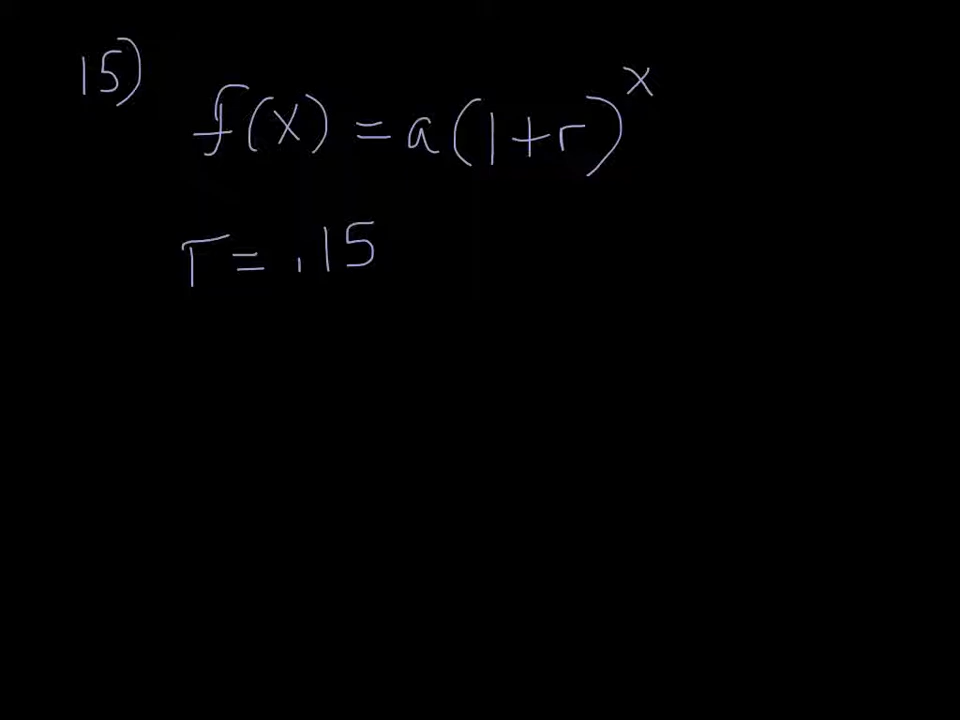 15)
f(x) = a(1+r)^x
r = .15